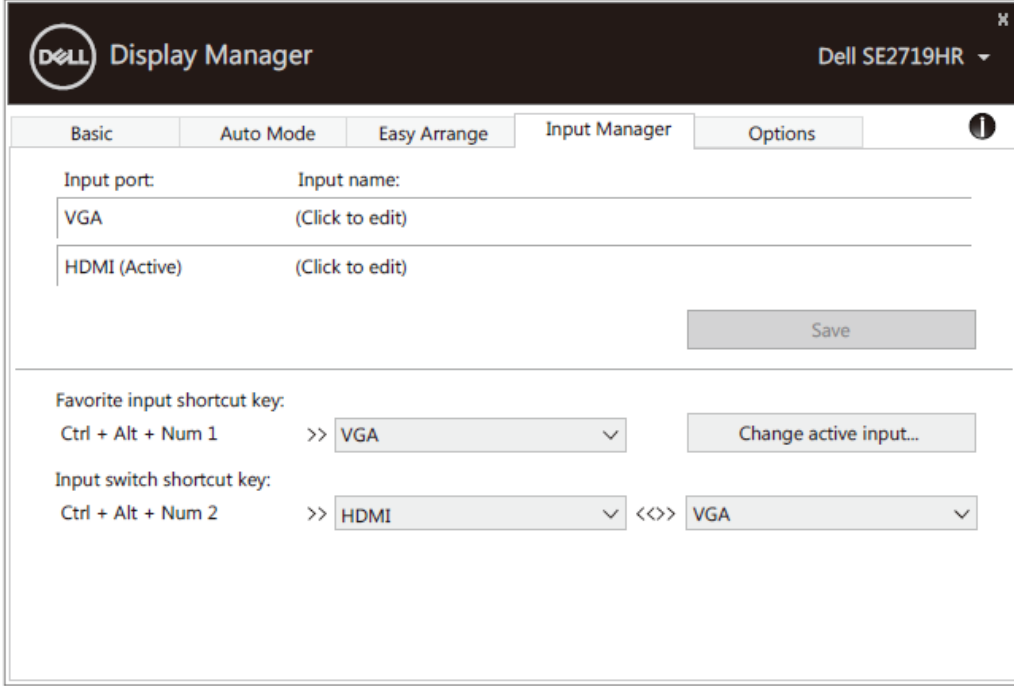 DELL Display Manager
Dell SE2719HR
Basic Auto Mode Easy Arrange Input Manager Options
Input port: Input name:
VGA (Click to edit)
HDMI (Active) (Click to edit)
Save
Favorite input shortcut key:
Ctrl + Alt + Num 1 >> VGA Change active input...
Input switch shortcut key:
Ctrl + Alt + Num 2 >> HDMI <<>> VGA